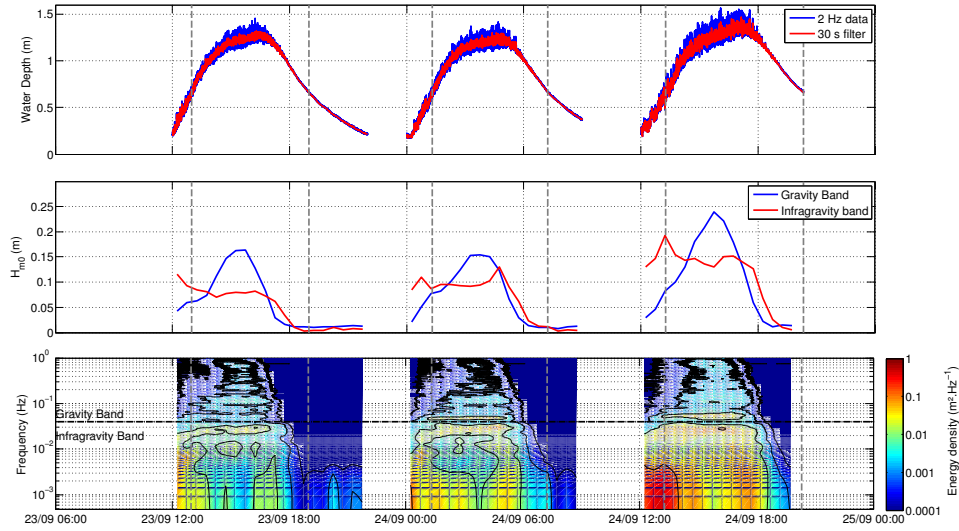 1.5
1
0.5
0
Water Depth (m)
2 Hz data
30 s filter
0.25
0.2
0.15
0.1
0.05
0
Hm0 (m)
Gravity Band
Infragravity band
10^0
10^-1
10^-2
10^-3
Frequency (Hz)
Gravity Band
Infragravity Band
23/09 06:00 23/09 12:00 23/09 18:00 24/09 00:00 24/09 06:00 24/09 12:00 24/09 18:00 25/09 00:00
1
0.1
0.01
0.001
0.0001
Energy density (m².Hz⁻¹)